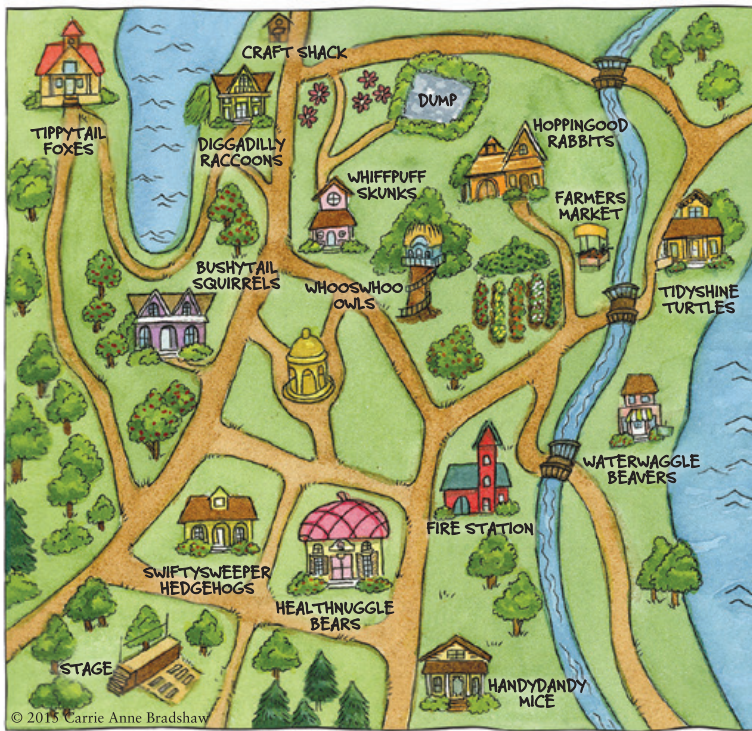 CRAFT SHACK
DUMP
TIPPYTAIL
FOXES
DIGGADILLY
RACCOONS
HOPPINGOOD
RABBITS
WHIFFPUFF
SKUNKS
FARMERS
MARKET
BUSHYTAIL
SQUIRRELS
WHOOSWHOO
OWLS
TIDYSHINE
TURTLES
WATERWAGGLE
BEAVERS
FIRE STATION
SWIFTYSWEEPER
HEDGEHOGS
HEALTHNUGGLE
BEARS
STAGE
HANDYDANDY
MICE
© 2015 Carrie Anne Bradshaw